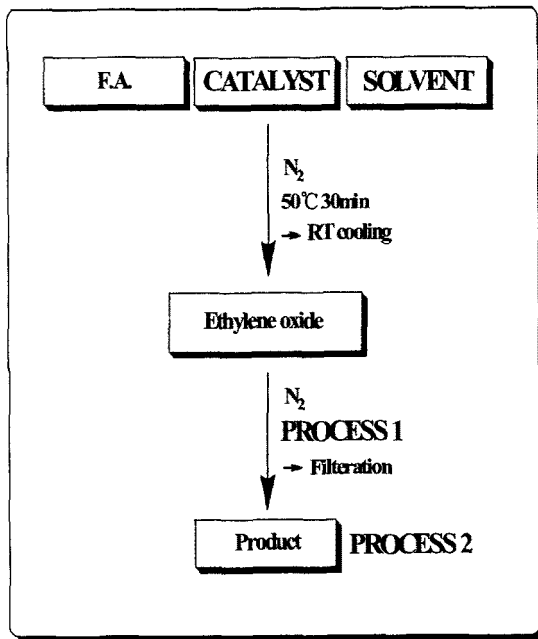 F.A. CATALYST SOLVENT
N₂
50℃ 30min
→ RT cooling
Ethylene oxide
N₂
PROCESS 1
→ Filteration
Product PROCESS 2